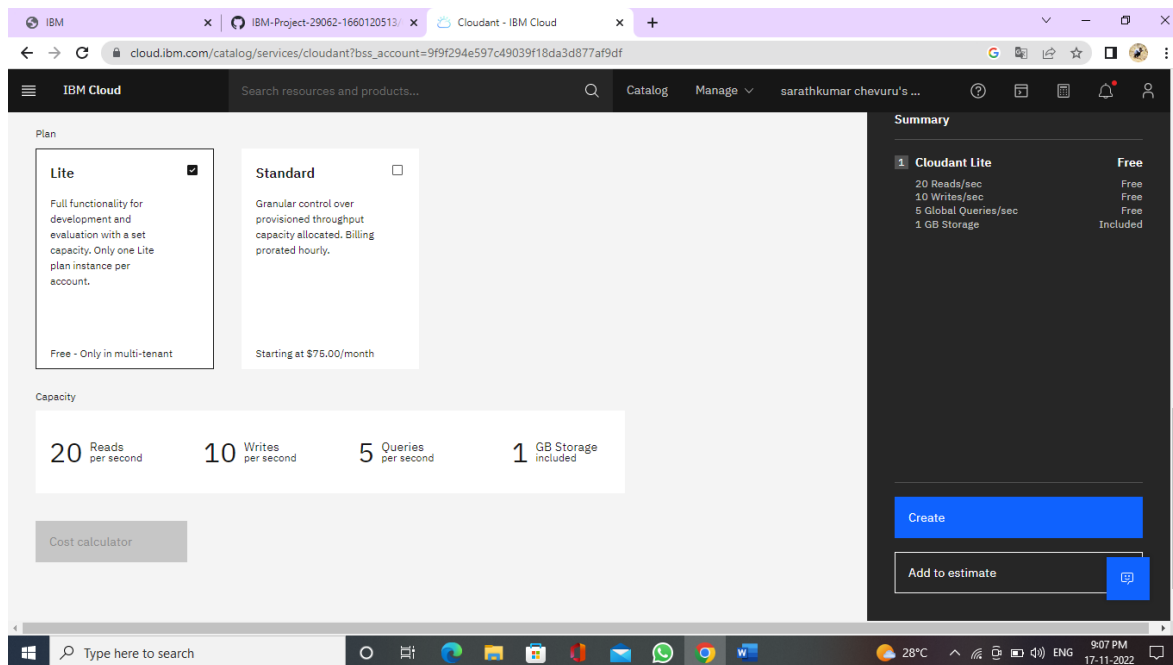 IBM
IBM-Project-29062-1660120513/
Cloudant - IBM Cloud
cloud.ibm.com/catalog/services/cloudant?bss_account=9f9f294e597c49039f18da3d877af9df
IBM Cloud
Search resources and products...
Catalog
Manage
sarathkumar chevuru's ...
Plan
Lite
Full functionality for
development and
evaluation with a set
capacity. Only one Lite
plan instance per
account.
Free - Only in multi-tenant
Standard
Granular control over
provisioned throughput
capacity allocated. Billing
prorated hourly.
Starting at $75.00/month
Capacity
20 Reads per second
10 Writes per second
5 Queries per second
1 GB Storage included
Cost calculator
Summary
1 Cloudant Lite Free
20 Reads/sec Free
10 Writes/sec Free
5 Global Queries/sec Free
1 GB Storage Included
Create
Add to estimate
Type here to search
28°C
ENG
9:07 PM
17-11-2022